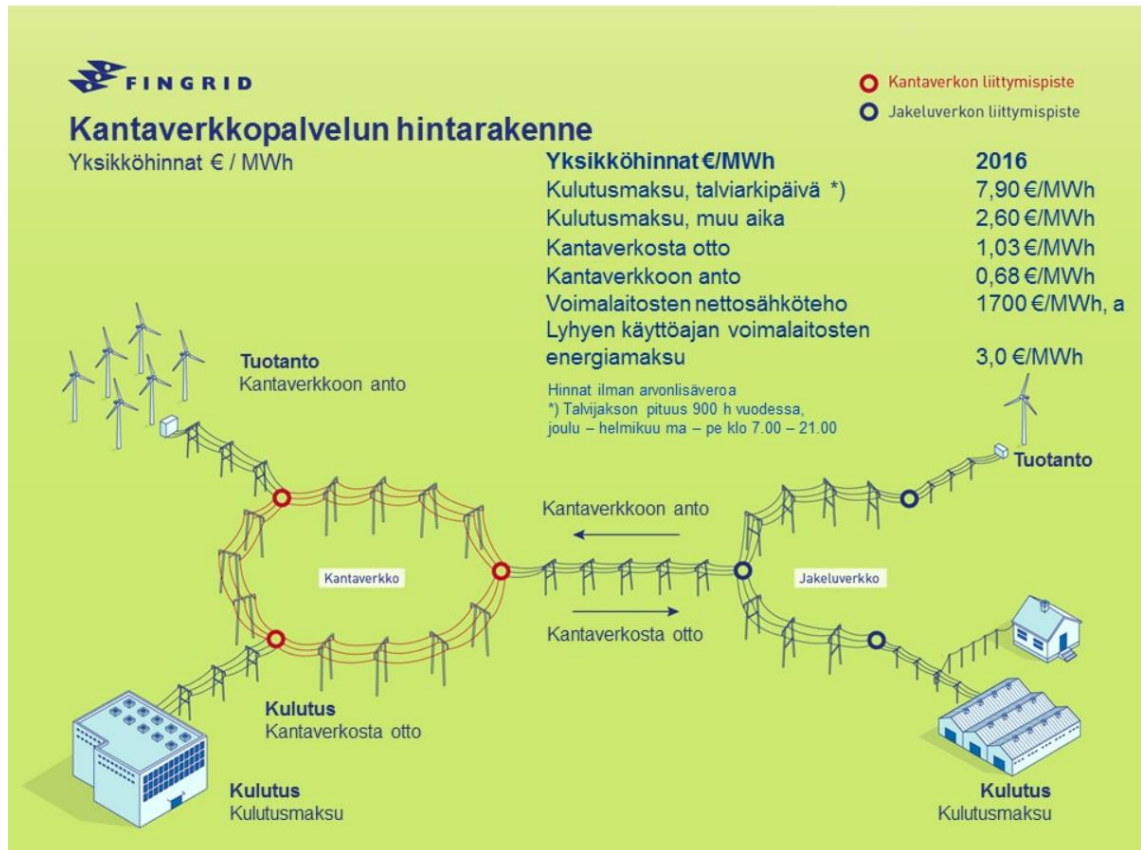 FINGRID
Kantaverkkopalvelun hintarakenne
Yksikköhinnat € / MWh
Kantaverkon liittymispiste
Jakeluverkon liittymispiste
Yksikköhinnat €/MWh 2016
Kulutusmaksu, talviarkipäivä *) 7,90 €/MWh
Kulutusmaksu, muu aika 2,60 €/MWh
Kantaverkosta otto 1,03 €/MWh
Kantaverkkoon anto 0,68 €/MWh
Voimalaitosten nettosähköteho 1700 €/MWh, a
Lyhyen käyttöajan voimalaitosten
energiamaksu 3,0 €/MWh
Hinnat ilman arvonlisäveroa
*) Talvijakson pituus 900 h vuodessa,
joulu – helmikuu ma – pe klo 7.00 – 21.00
Tuotanto
Kantaverkkoon anto
Tuotanto
Kantaverkkoon anto
Kantaverkko
Jakeluverkko
Kantaverkosta otto
Kulutus
Kantaverkosta otto
Kulutus
Kulutusmaksu
Kulutus
Kulutusmaksu